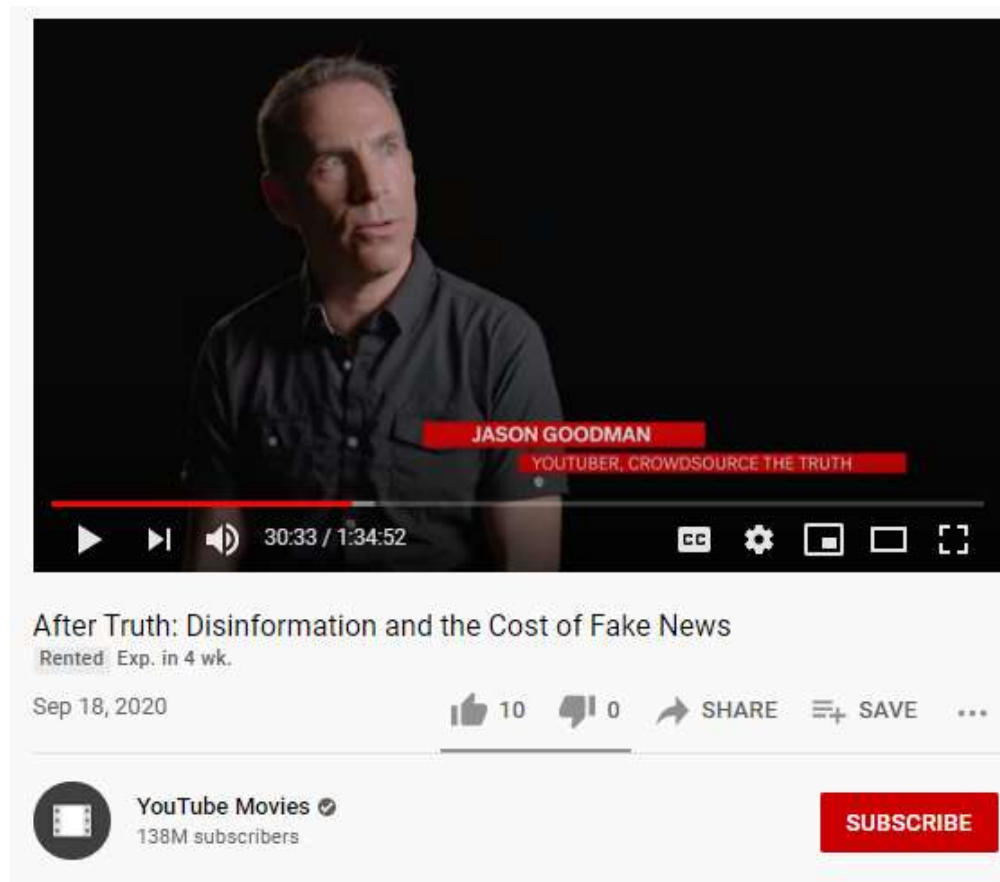 JASON GOODMAN
YOUTUBER, CROWDSOURCE THE TRUTH
30:33 / 1:34:52
CC
After Truth: Disinformation and the Cost of Fake News
Rented Exp. in 4 wk.
Sep 18, 2020
10 0 SHARE SAVE
YouTube Movies
138M subscribers
SUBSCRIBE